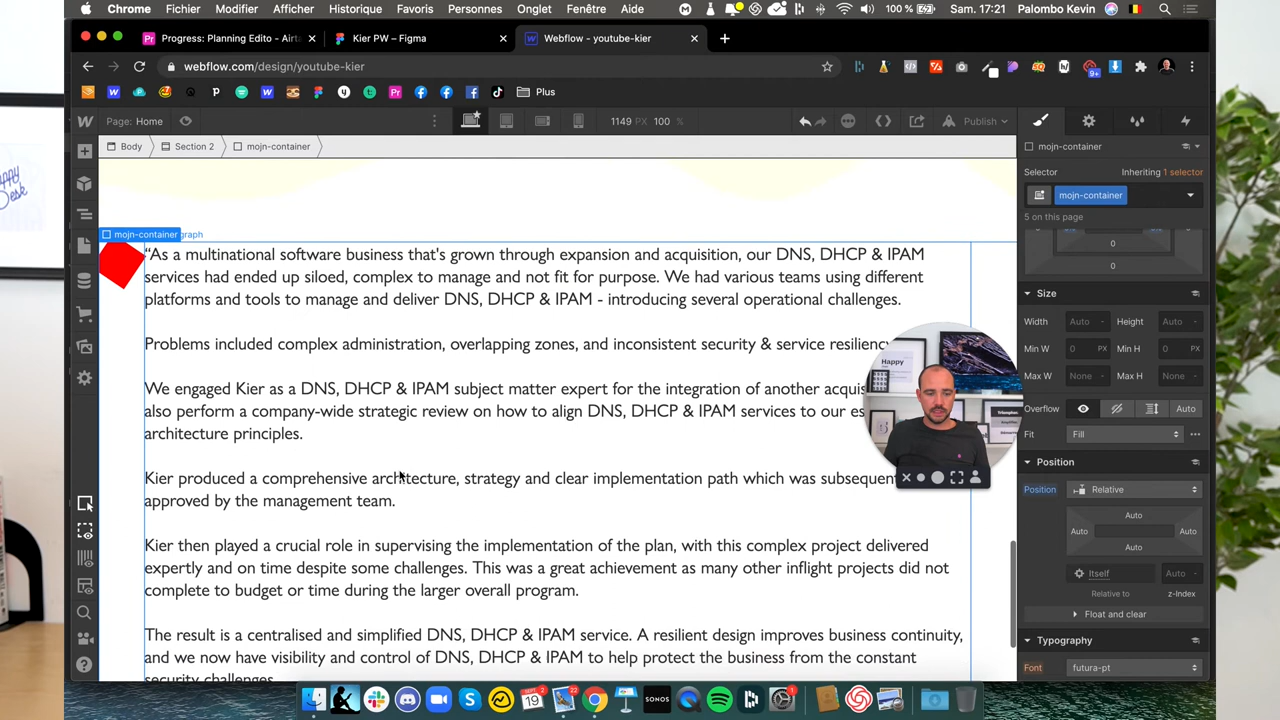 Chrome Fichier Modifier Afficher Historique Favoris Personnes Onglet Fenêtre Aide 100 % Sam. 17:21 Palombo Kevin
Progress: Planning Edito - Airta
Kier PW – Figma
Webflow - youtube-kier
webflow.com/design/youtube-kier
9+
Plus
Page: Home
1149 PX 100 %
Publish
Body Section 2 mojn-container
mojn-container
Selector Inheriting 1 selector
mojn-container
5 on this page
0
0
Size
Width Auto - Height Auto -
Min W 0 PX Min H 0 PX
Max W None - Max H None -
Overflow Auto
Fit Fill
Position
Position Relative
Auto
Auto Auto
Auto
Itself Auto -
Relative to z-Index
Float and clear
Typography
Font futura-pt
mojn-container graph
“As a multinational software business that's grown through expansion and acquisition, our DNS, DHCP & IPAM
services had ended up siloed, complex to manage and not fit for purpose. We had various teams using different
platforms and tools to manage and deliver DNS, DHCP & IPAM - introducing several operational challenges.
Problems included complex administration, overlapping zones, and inconsistent security & service resiliency
We engaged Kier as a DNS, DHCP & IPAM subject matter expert for the integration of another acquis
also perform a company-wide strategic review on how to align DNS, DHCP & IPAM services to our es
architecture principles.
Kier produced a comprehensive architecture, strategy and clear implementation path which was subsequen
approved by the management team.
Kier then played a crucial role in supervising the implementation of the plan, with this complex project delivered
expertly and on time despite some challenges. This was a great achievement as many other inflight projects did not
complete to budget or time during the larger overall program.
The result is a centralised and simplified DNS, DHCP & IPAM service. A resilient design improves business continuity,
and we now have visibility and control of DNS, DHCP & IPAM to help protect the business from the constant
security challenges
Happy
SONOS